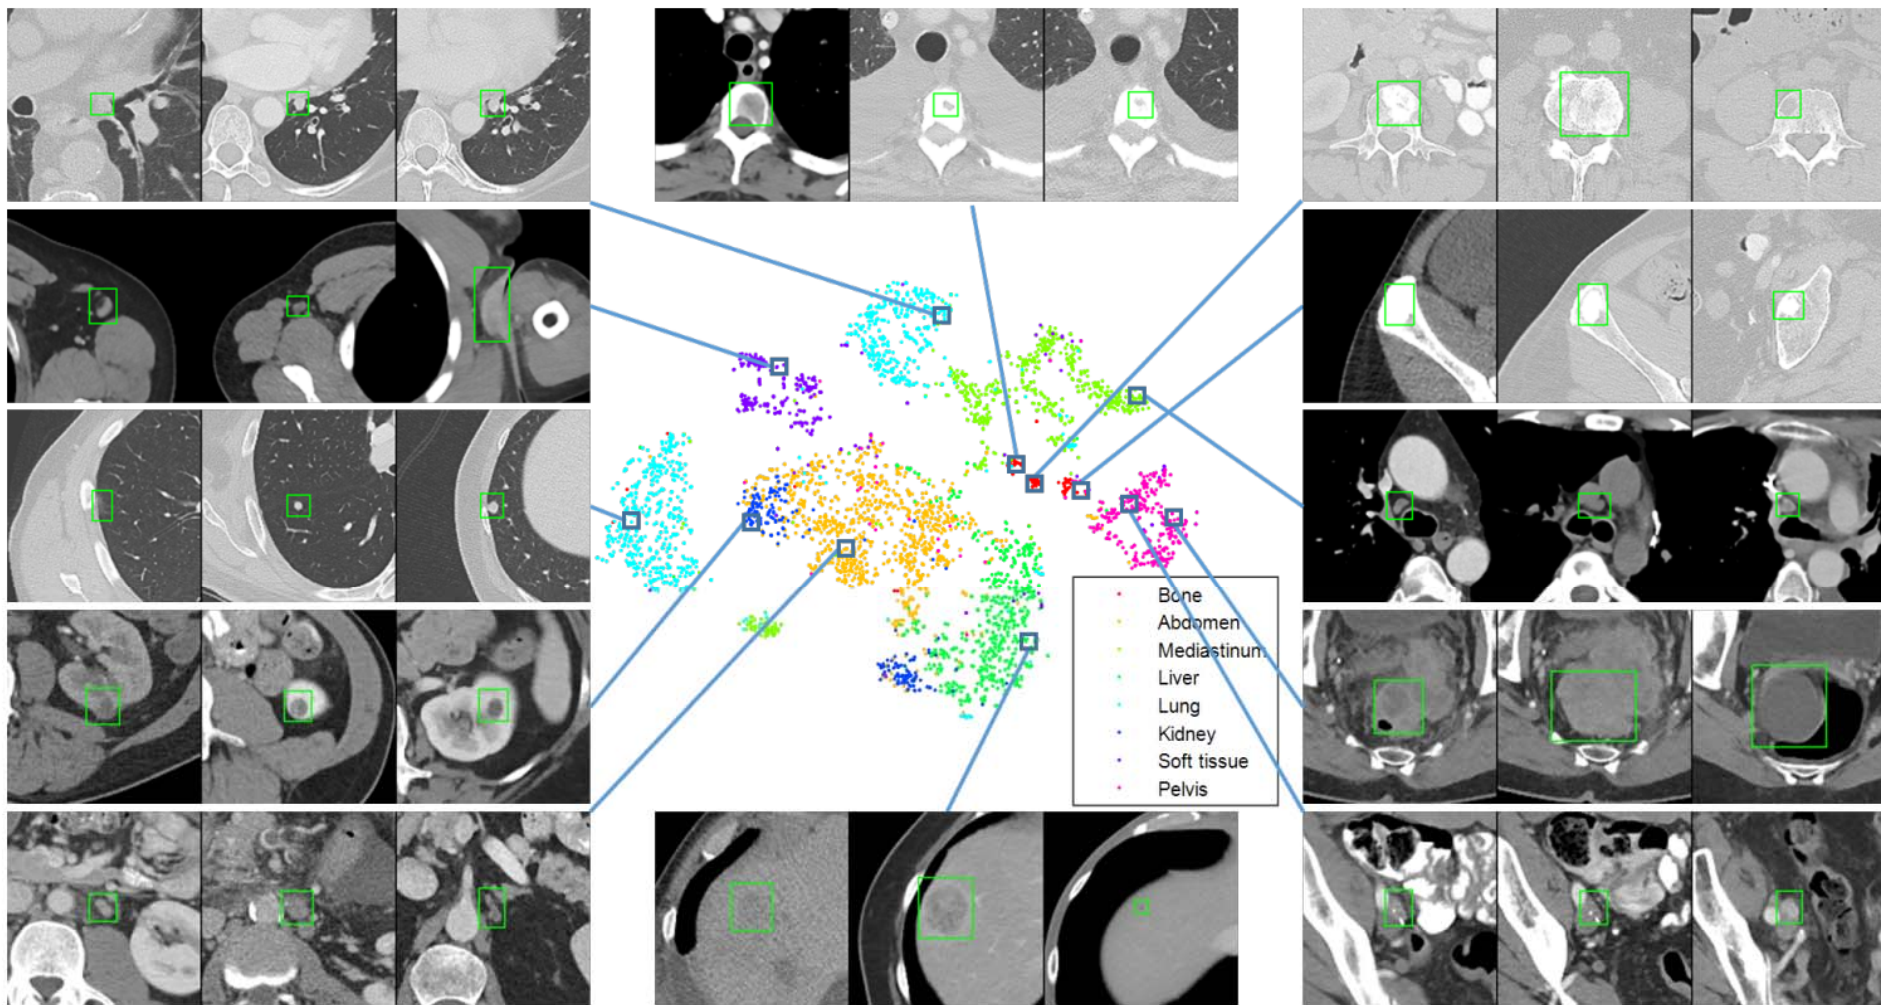 Bone
Abdomen
Mediastinum
Liver
Lung
Kidney
Soft tissue
Pelvis